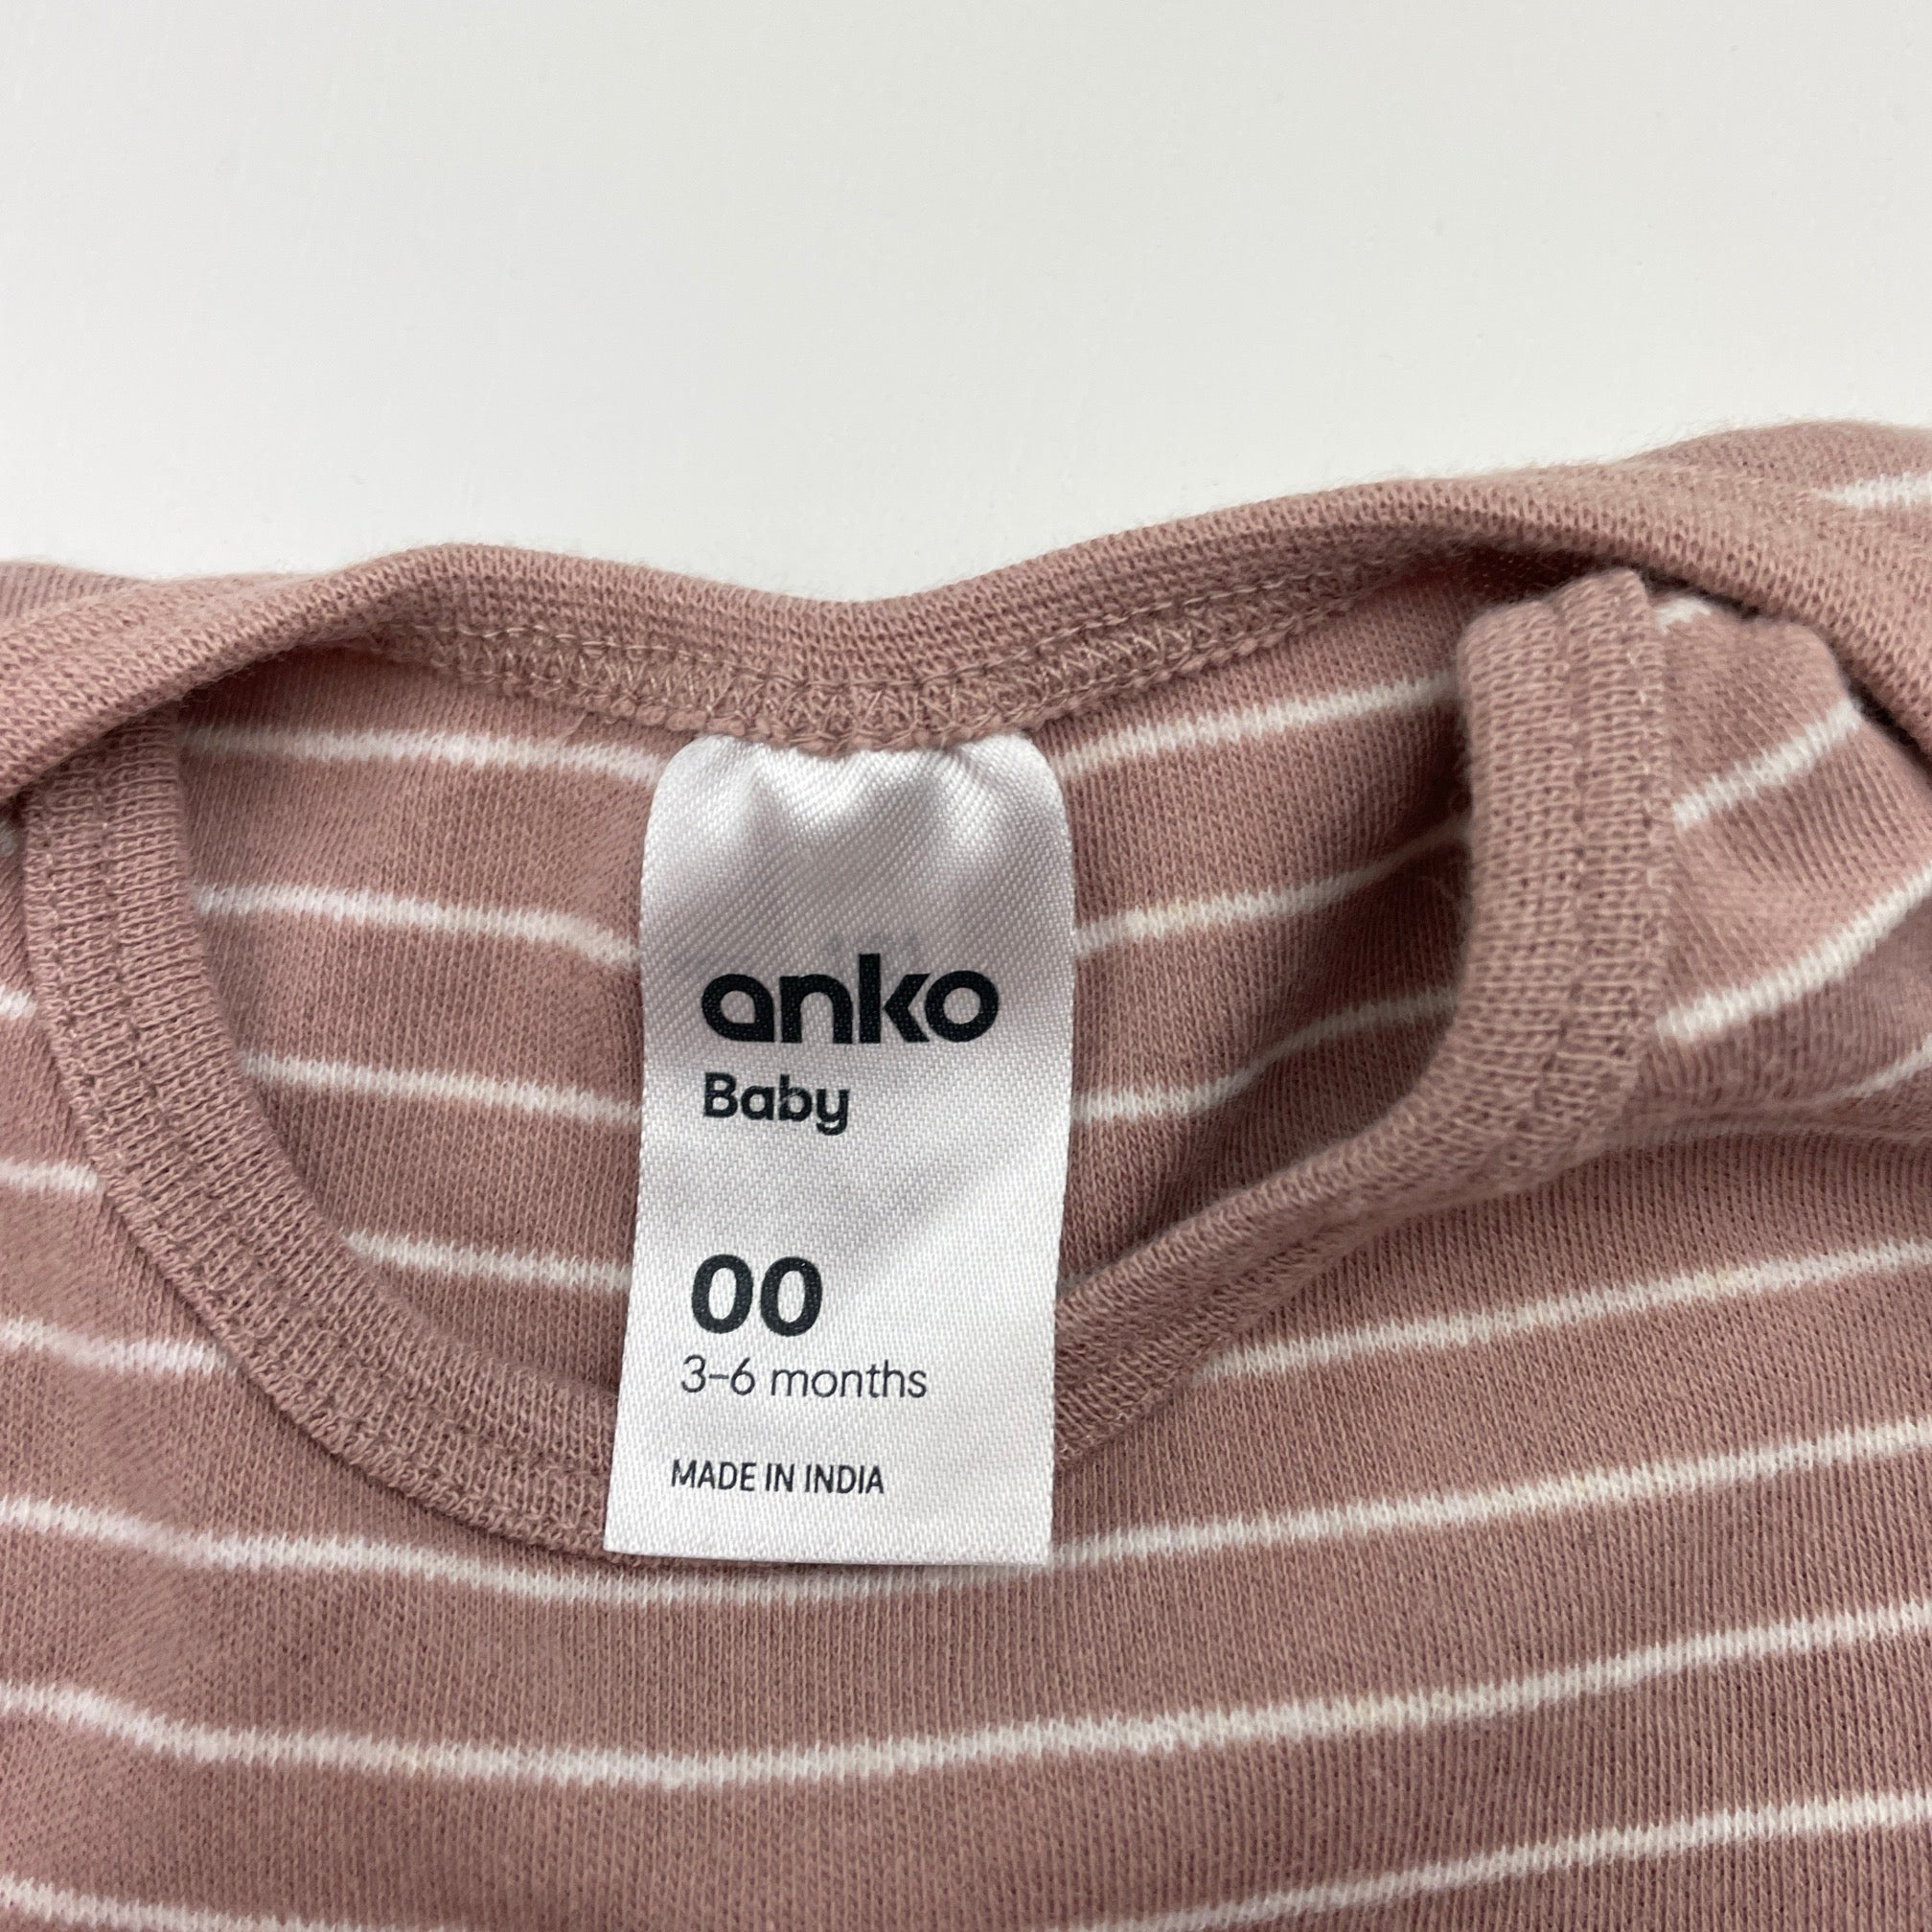 anko
Baby
00
3-6 months
MADE IN INDIA